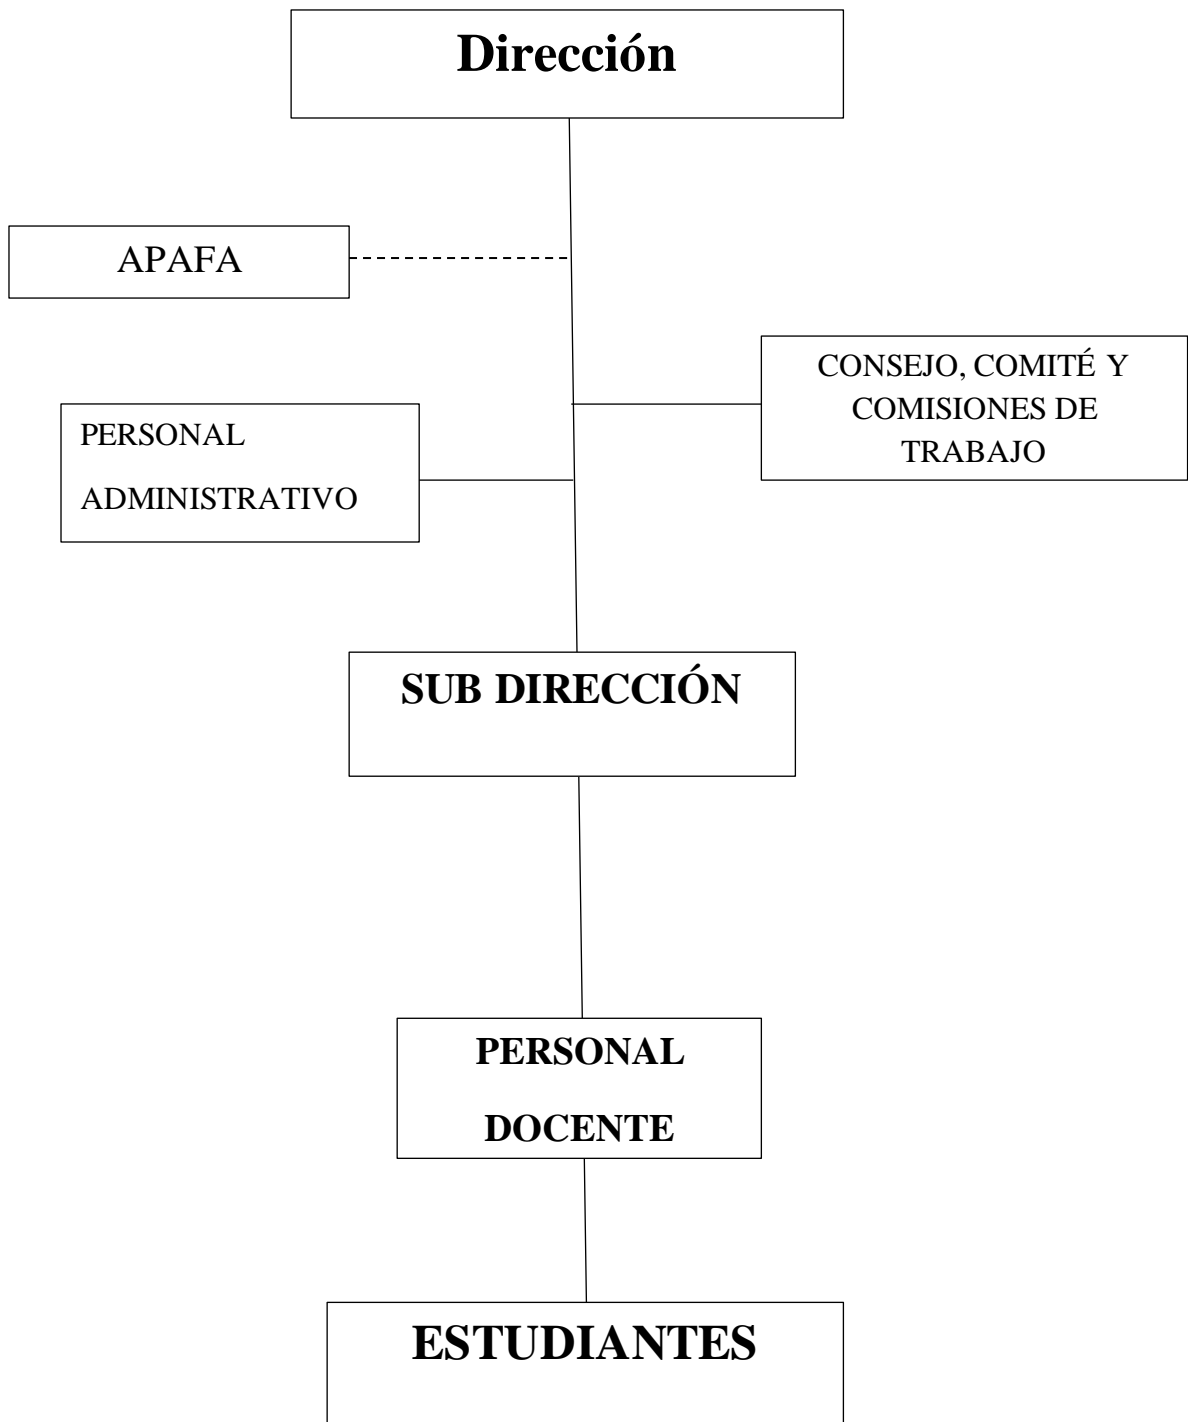 Dirección
APAFA
CONSEJO, COMITÉ Y
COMISIONES DE
TRABAJO
PERSONAL
ADMINISTRATIVO
SUB DIRECCIÓN
PERSONAL
DOCENTE
ESTUDIANTES